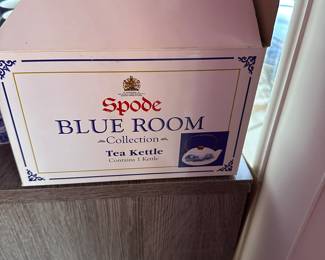 Spode
BLUE ROOM
Collection
Tea Kettle
Contains 1 Kettle